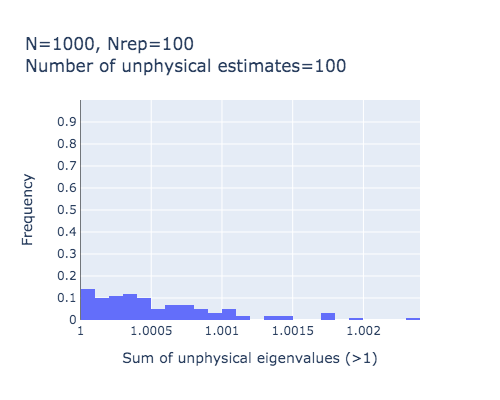 N=1000, Nrep=100
Number of unphysical estimates=100
0.9
0.8
0.7
0.6
0.5
0.4
0.3
0.2
0.1
0
Frequency
1 1.0005 1.001 1.0015 1.002
Sum of unphysical eigenvalues (>1)